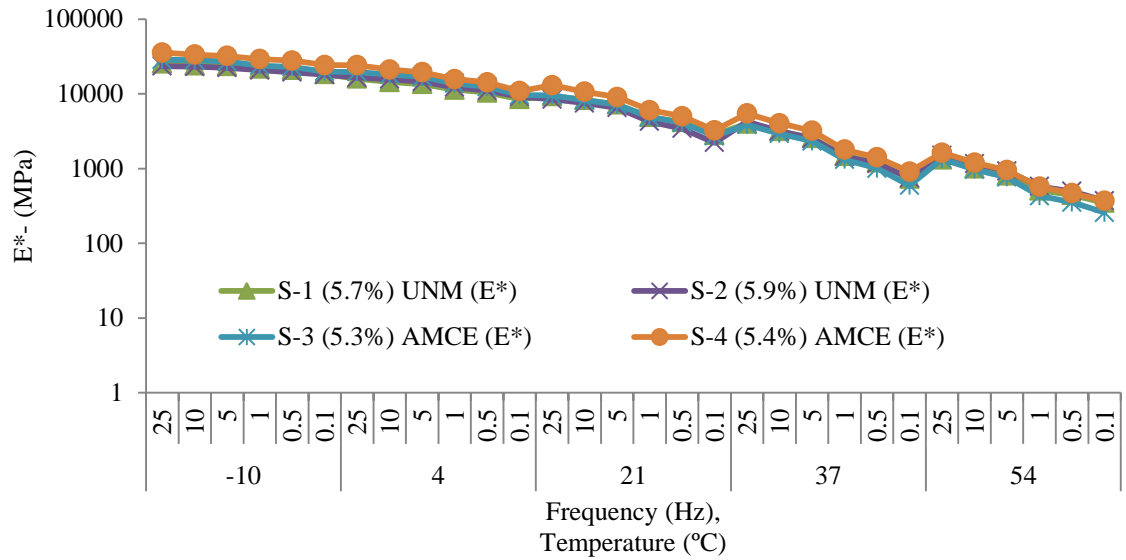 100000
10000
1000
100
10
1
E*- (MPa)
S-1 (5.7%) UNM (E*)
S-2 (5.9%) UNM (E*)
S-3 (5.3%) AMCE (E*)
S-4 (5.4%) AMCE (E*)
25 10 5 1 0.5 0.1 25 10 5 1 0.5 0.1 25 10 5 1 0.5 0.1 25 10 5 1 0.5 0.1 25 10 5 1 0.5 0.1
-10 4 21 37 54
Frequency (Hz),
Temperature (ºC)